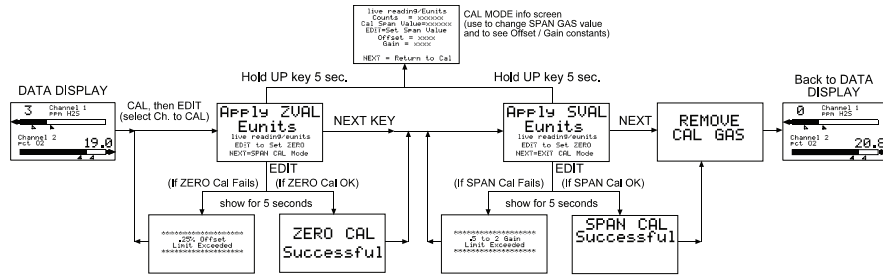 live reading/Eunits
Counts = xxxxxx
Cal Span Value=xxxxxx
EDIT=Set Span Value
Offset = xxxx
Gain = xxxx
NEXT = Return to Cal
CAL MODE info screen
(use to change SPAN GAS value
and to see Offset / Gain constants)
Hold UP key 5 sec.
Hold UP key 5 sec.
DATA DISPLAY
3 Channel 1
ppm H2S
Channel 2
pct O2
19.0
CAL, then EDIT
(select Ch. to CAL)
Apply ZVAL
Eunits
live reading/eunits
EDIT to Set ZERO
NEXT=SPAN CAL Mode
NEXT KEY
Apply SVAL
Eunits
live reading/eunits
EDIT to Set ZERO
NEXT=EXIT CAL Mode
NEXT
REMOVE
CAL GAS
Back to DATA
DISPLAY
0 Channel 1
ppm H2S
Channel 2
pct O2
20.8
EDIT
(If ZERO Cal Fails)
(If ZERO Cal OK)
show for 5 seconds
********************
.25% Offset
Limit Exceeded
********************
ZERO CAL
Successful
EDIT
(If SPAN Cal Fails)
(If SPAN Cal OK)
show for 5 seconds
********************
.5 to 2 Gain
Limit Exceeded
********************
SPAN CAL
Successful